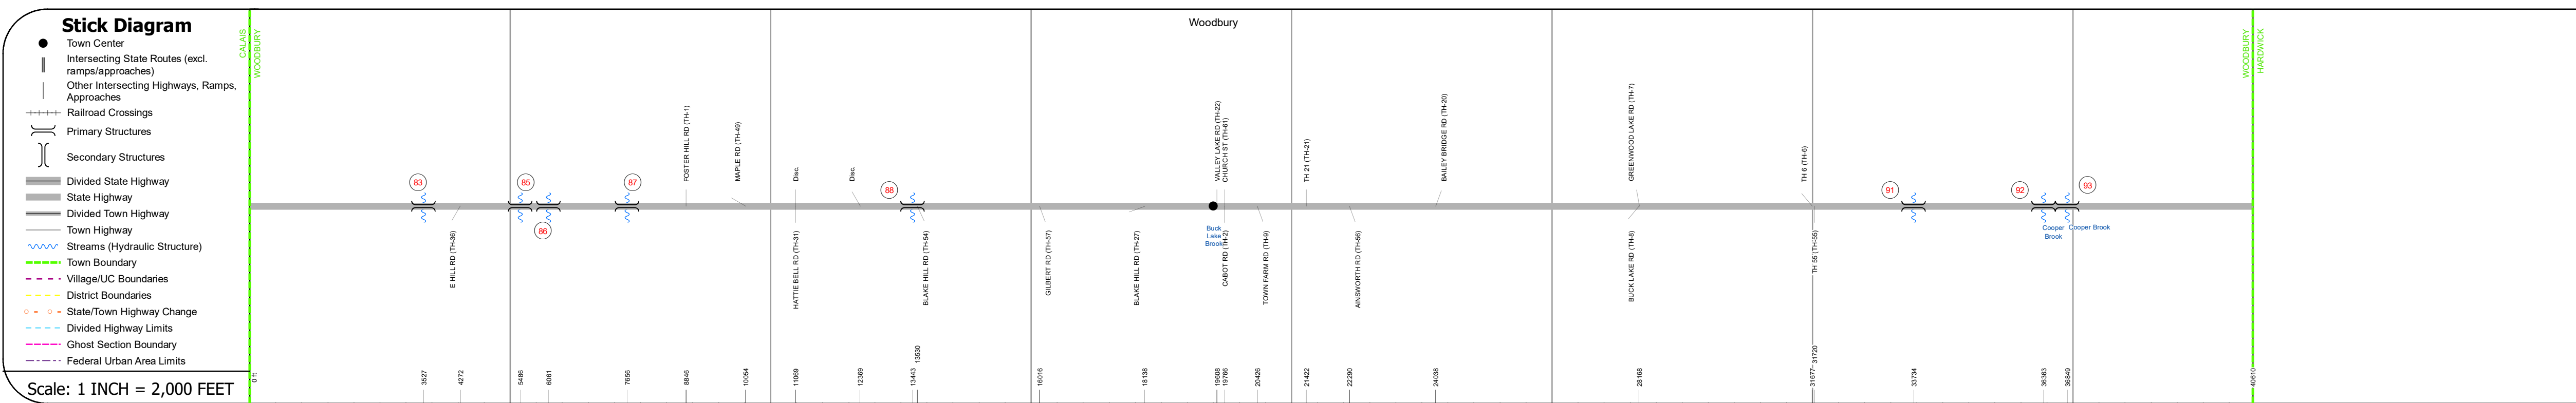 Stick Diagram
Town Center
Intersecting State Routes (excl.
ramps/approaches)
Other Intersecting Highways, Ramps,
Approaches
Railroad Crossings
Primary Structures
Secondary Structures
Divided State Highway
State Highway
Divided Town Highway
Town Highway
Streams (Hydraulic Structure)
Town Boundary
Village/UC Boundaries
District Boundaries
State/Town Highway Change
Divided Highway Limits
Ghost Section Boundary
Federal Urban Area Limits
Scale: 1 INCH = 2,000 FEET
CALAIS
WOODBURY
Woodbury
WOODBURY
HARDWICK
83
85
86
87
88
91
92
93
E HILL RD (TH-36)
FOSTER HILL RD (TH-1)
MAPLE RD (TH-49)
Disc.
HATTIE BELL RD (TH-31)
Disc.
BLAKE HILL RD (TH-54)
GILBERT RD (TH-57)
BLAKE HILL RD (TH-27)
VALLEY LAKE RD (TH-22)
CHURCH ST (TH-61)
Buck
Lake
Brook
CABOT RD (TH-2)
TOWN FARM RD (TH-9)
TH 21 (TH-21)
AINSWORTH RD (TH-56)
BAILEY BRIDGE RD (TH-20)
GREENWOOD LAKE RD (TH-7)
BUCK LAKE RD (TH-8)
TH 6 (TH-6)
TH 55 (TH-55)
Cooper
Brook
Cooper Brook
0 ft
3527
4272
5486
6061
7656
8846
10054
11069
12369
13443
13530
16016
18138
19608
19766
20426
21422
22290
24038
28168
31677
31720
33734
36363
36849
40610